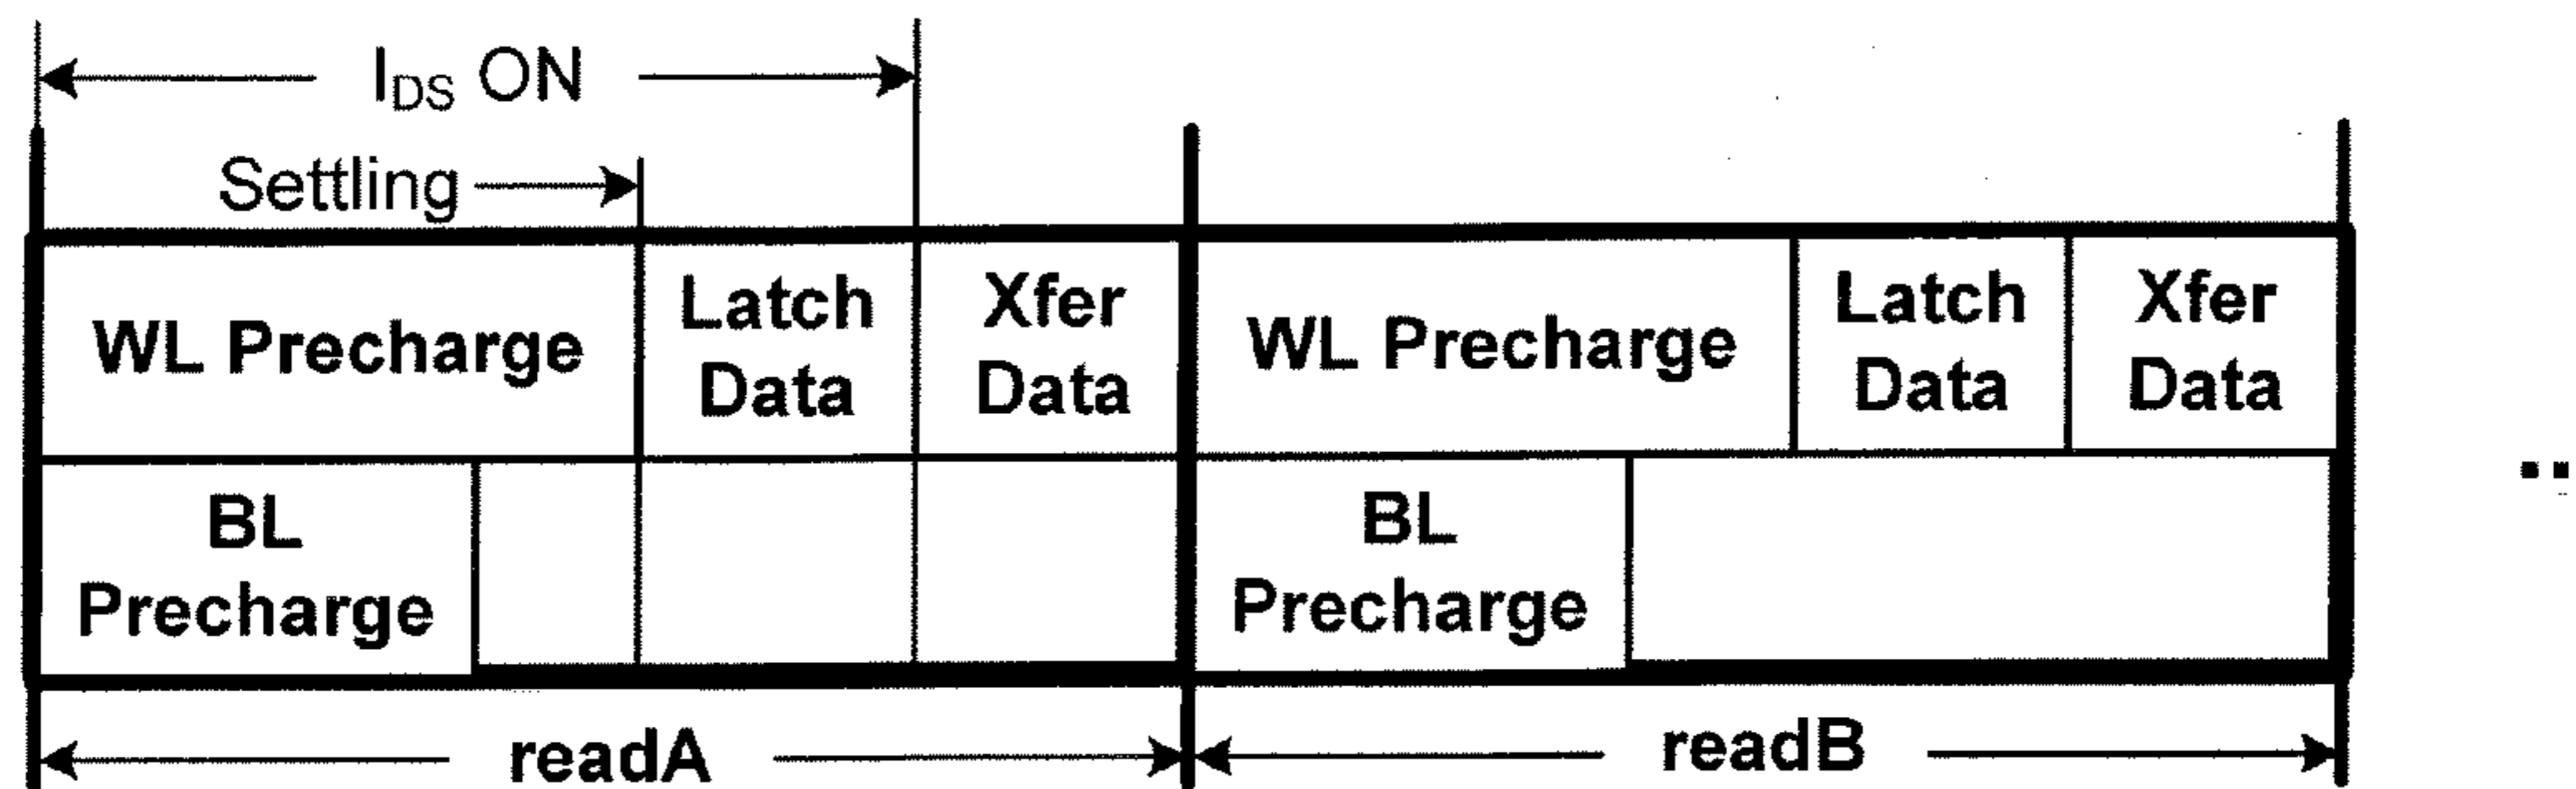 I_DS ON
Settling
WL Precharge
Latch
Data
Xfer
Data
WL Precharge
Latch
Data
Xfer
Data
BL
Precharge
BL
Precharge
..
readA
readB